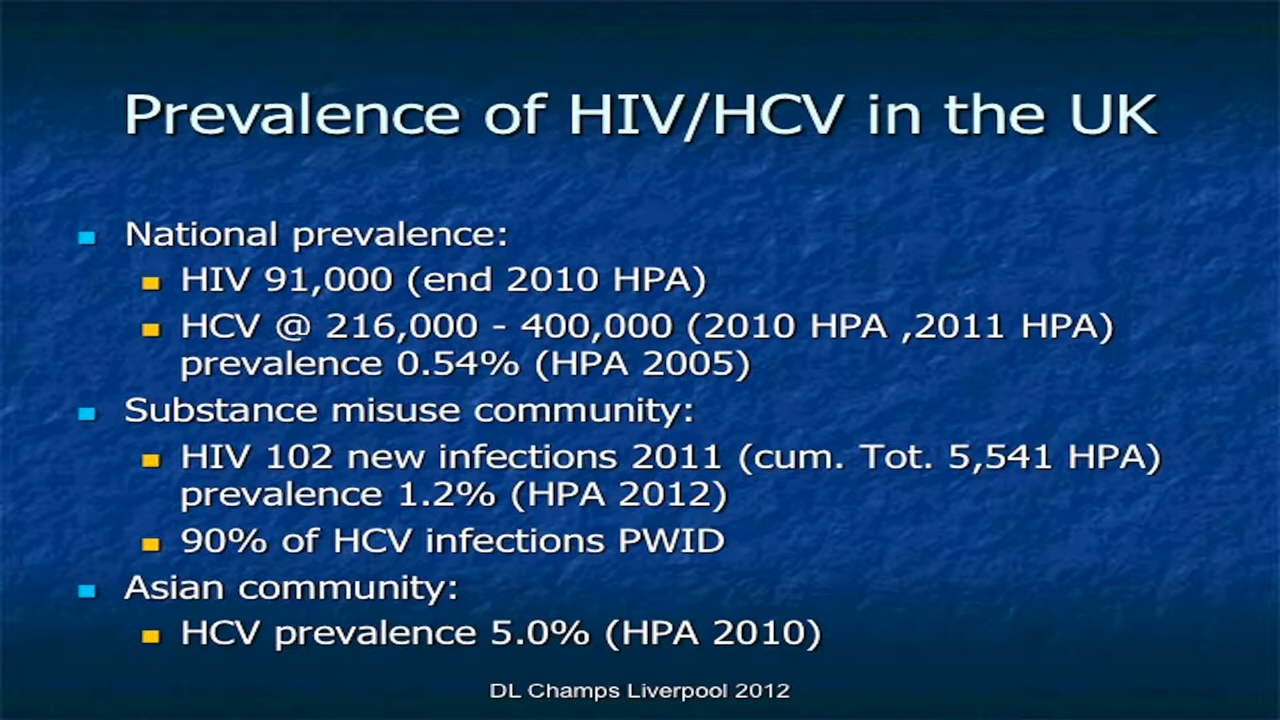 Prevalence of HIV/HCV in the UK
National prevalence:
HIV 91,000 (end 2010 HPA)
HCV @ 216,000 - 400,000 (2010 HPA ,2011 HPA)
prevalence 0.54% (HPA 2005)
Substance misuse community:
HIV 102 new infections 2011 (cum. Tot. 5,541 HPA)
prevalence 1.2% (HPA 2012)
90% of HCV infections PWID
Asian community:
HCV prevalence 5.0% (HPA 2010)
DL Champs Liverpool 2012